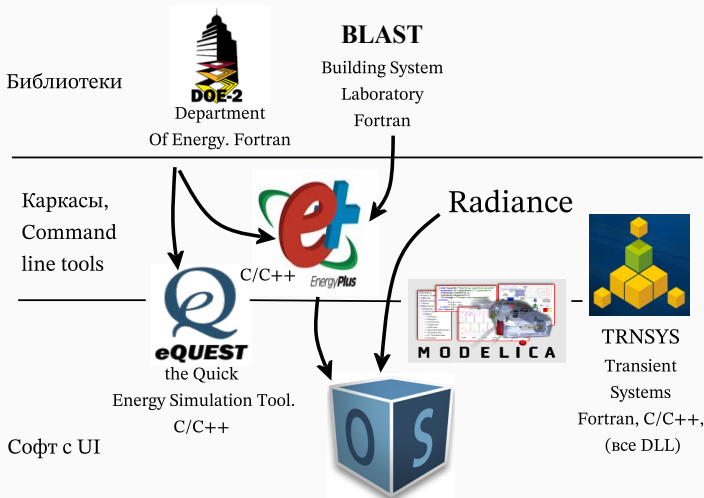 Библиотеки
DOE-2
Department
Of Energy. Fortran
BLAST
Building System
Laboratory
Fortran
Каркасы,
Command
line tools
e+
EnergyPlus
C/C++
Radiance
eQUEST
the Quick
Energy Simulation Tool.
C/C++
MODELICA
TRNSYS
Transient
Systems
Fortran, C/C++,
(все DLL)
Софт с UI
OS